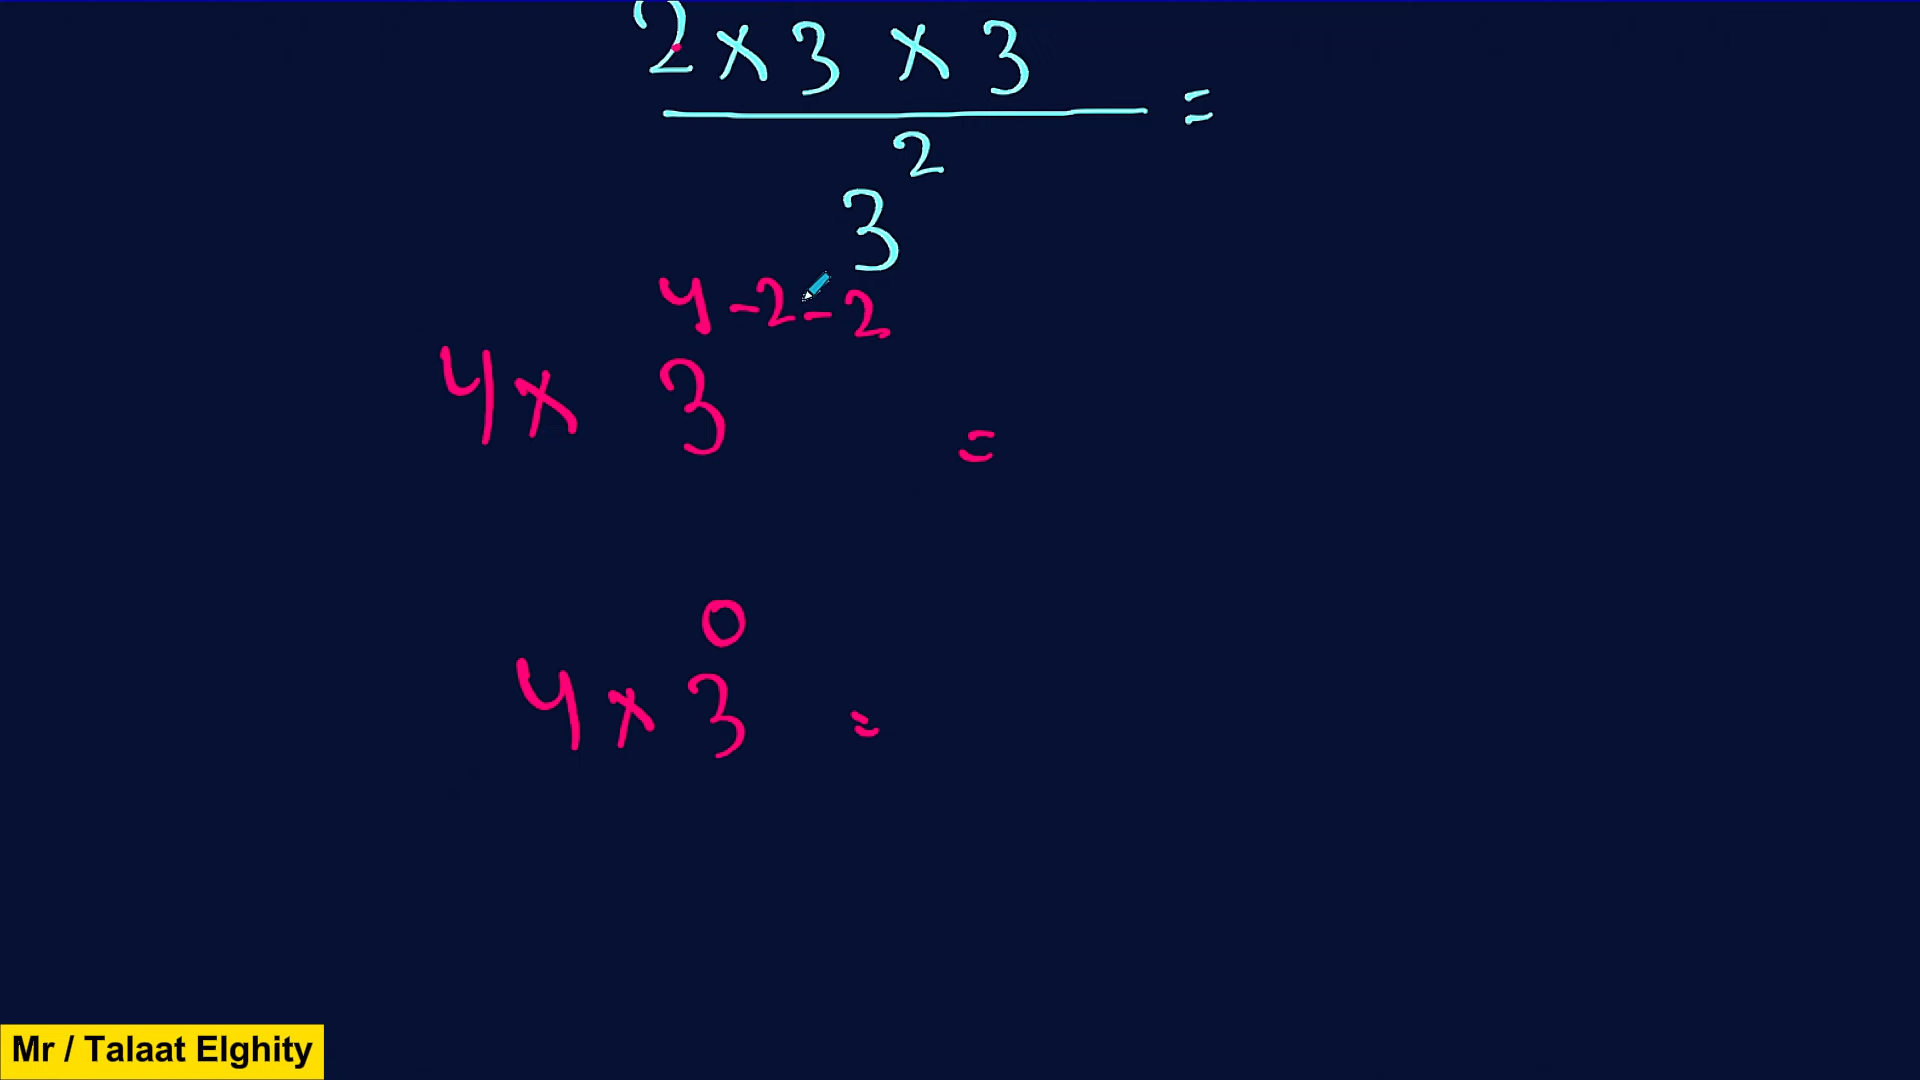 2 × 3 × 3 =
3^2
4 × 3^4-2-2 =
4 × 3^0 =
Mr / Talaat Elghity